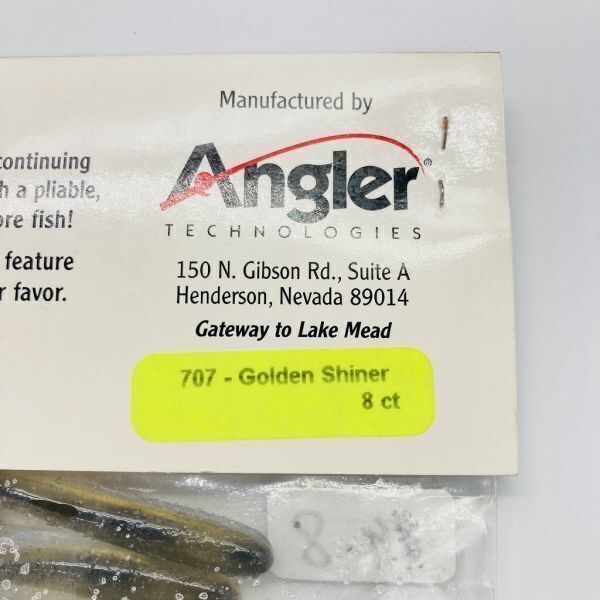 Manufactured by
continuing
h a pliable,
ore fish!
feature
r favor.
Angler®
TECHNOLOGIES
150 N. Gibson Rd., Suite A
Henderson, Nevada 89014
Gateway to Lake Mead
707 - Golden Shiner
8 ct
8